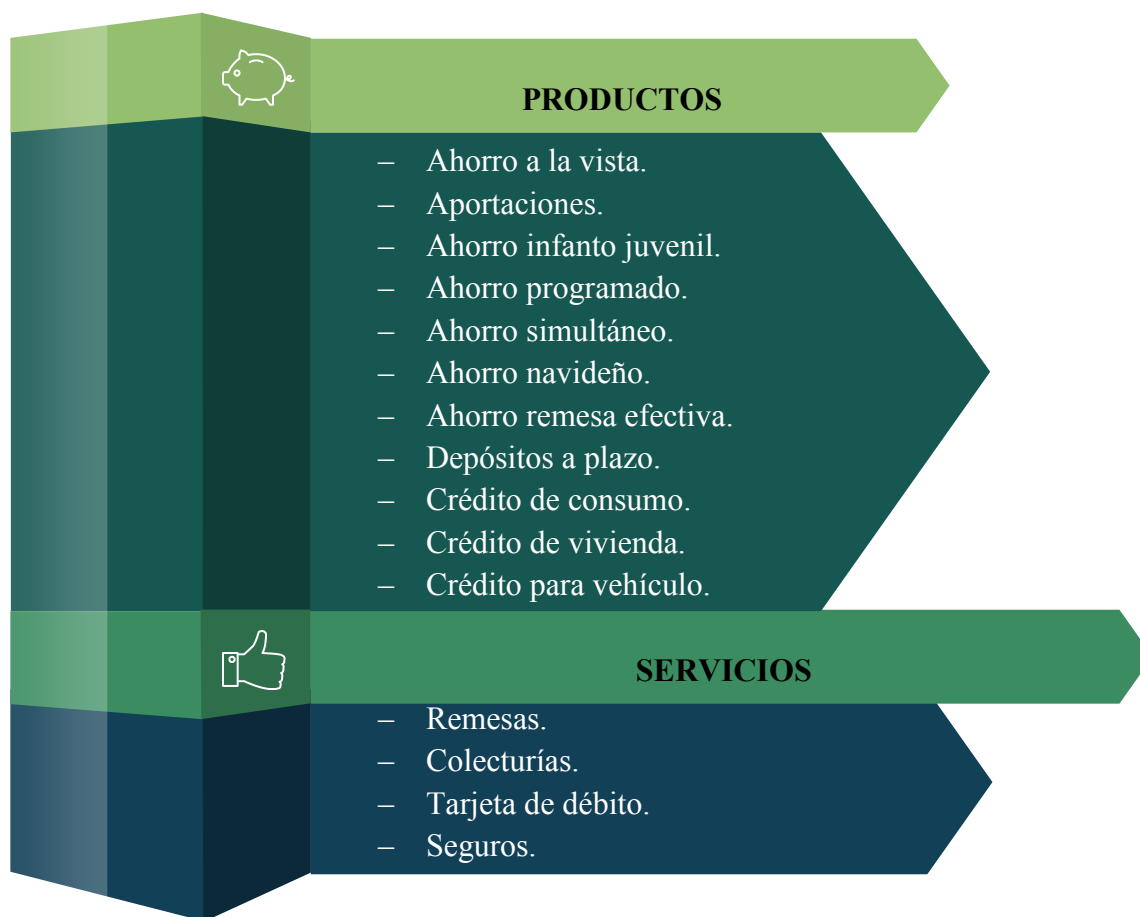 PRODUCTOS
– Ahorro a la vista.
– Aportaciones.
– Ahorro infanto juvenil.
– Ahorro programado.
– Ahorro simultáneo.
– Ahorro navideño.
– Ahorro remesa efectiva.
– Depósitos a plazo.
– Crédito de consumo.
– Crédito de vivienda.
– Crédito para vehículo.
SERVICIOS
– Remesas.
– Colecturías.
– Tarjeta de débito.
– Seguros.